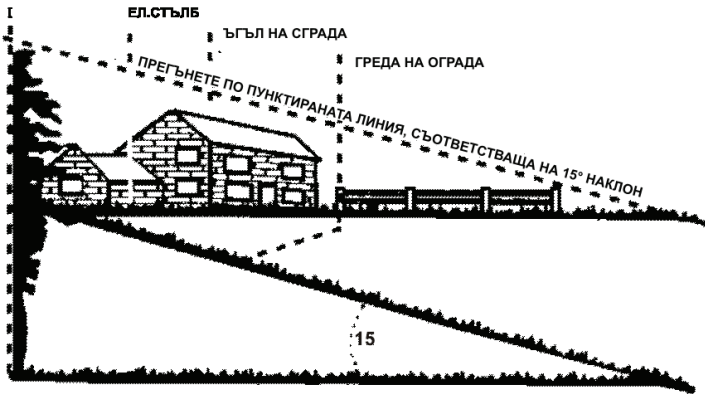 ЕЛ.СТЪЛБ
ЪГЪЛ НА СГРАДА
ГРЕДА НА ОГРАДА
ПРЕГЪНЕТЕ ПО ПУНКТИРАНАТА ЛИНИЯ, СЪОТВЕТСТВАЩА НА 15° НАКЛОН
15